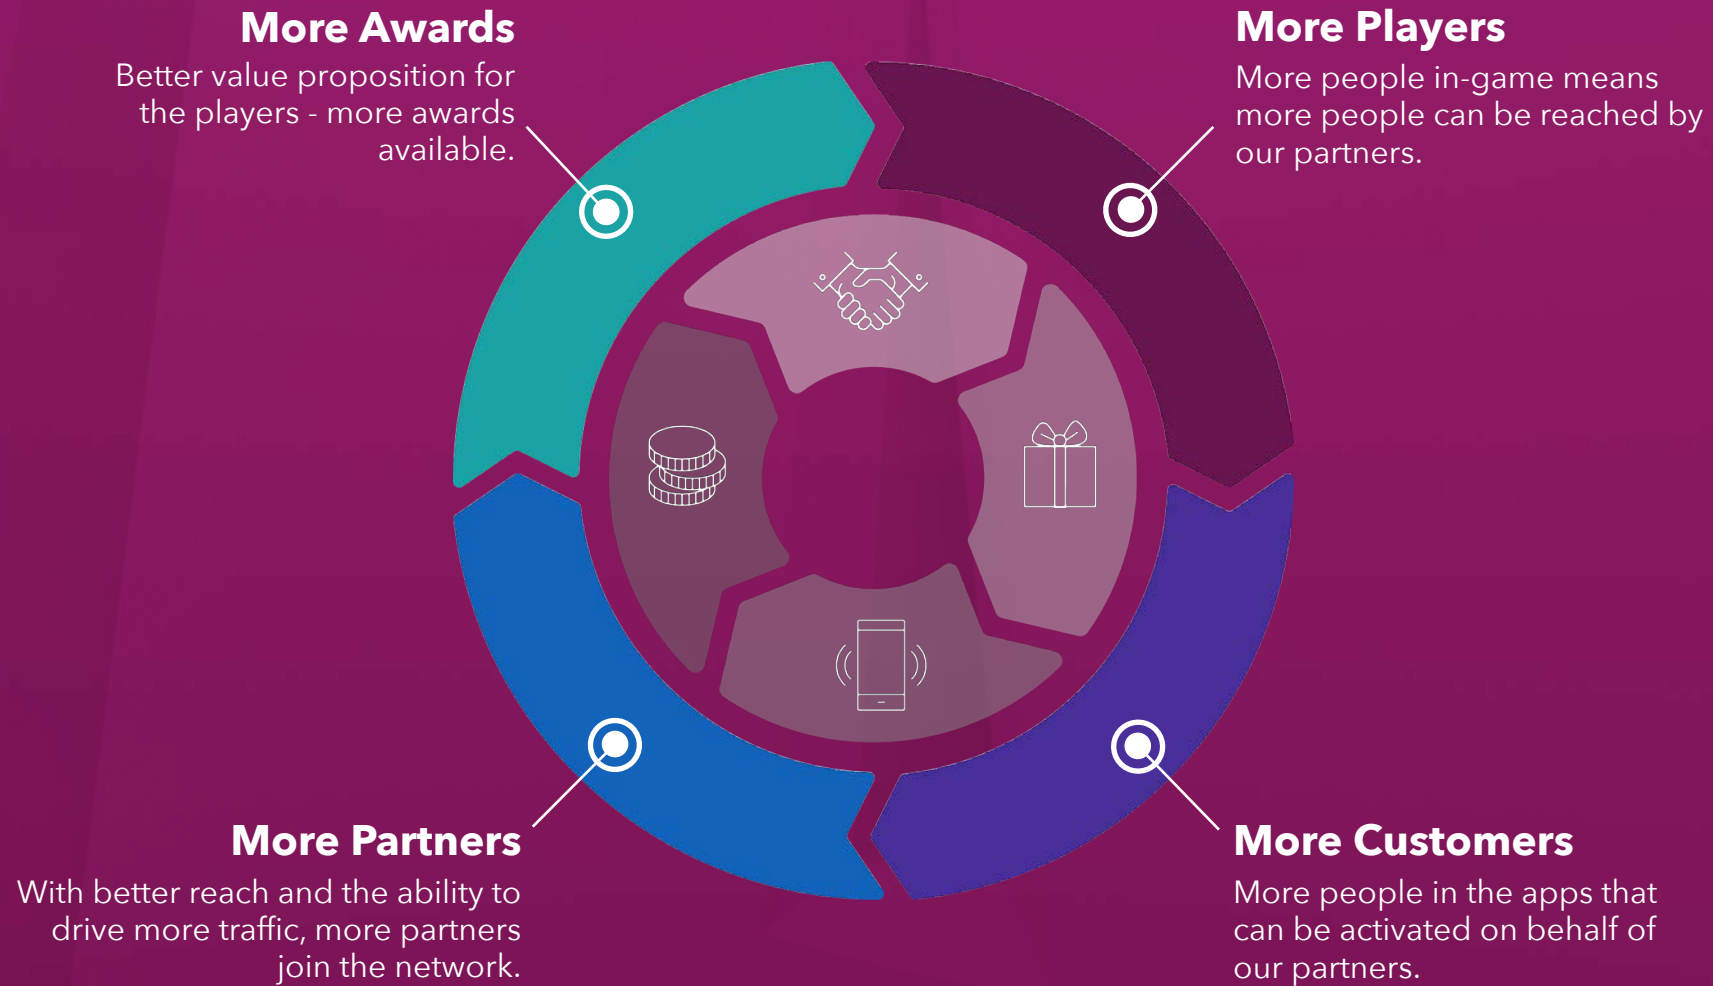 More Awards
Better value proposition for
the players - more awards
available.
More Players
More people in-game means
more people can be reached by
our partners.
More Partners
With better reach and the ability to
drive more traffic, more partners
join the network.
More Customers
More people in the apps that
can be activated on behalf of
our partners.